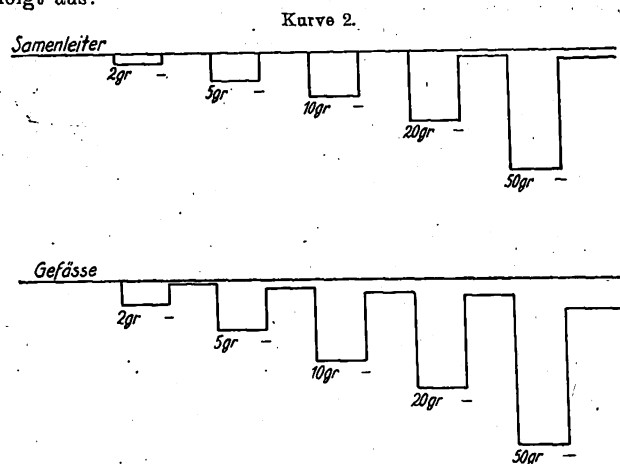 folgt aus:
Kurve 2.
Samenleiter
2gr –
5gr –
10gr –
20gr –
50gr –
Gefässe
2gr –
5gr –
10gr –
20gr –
50gr –